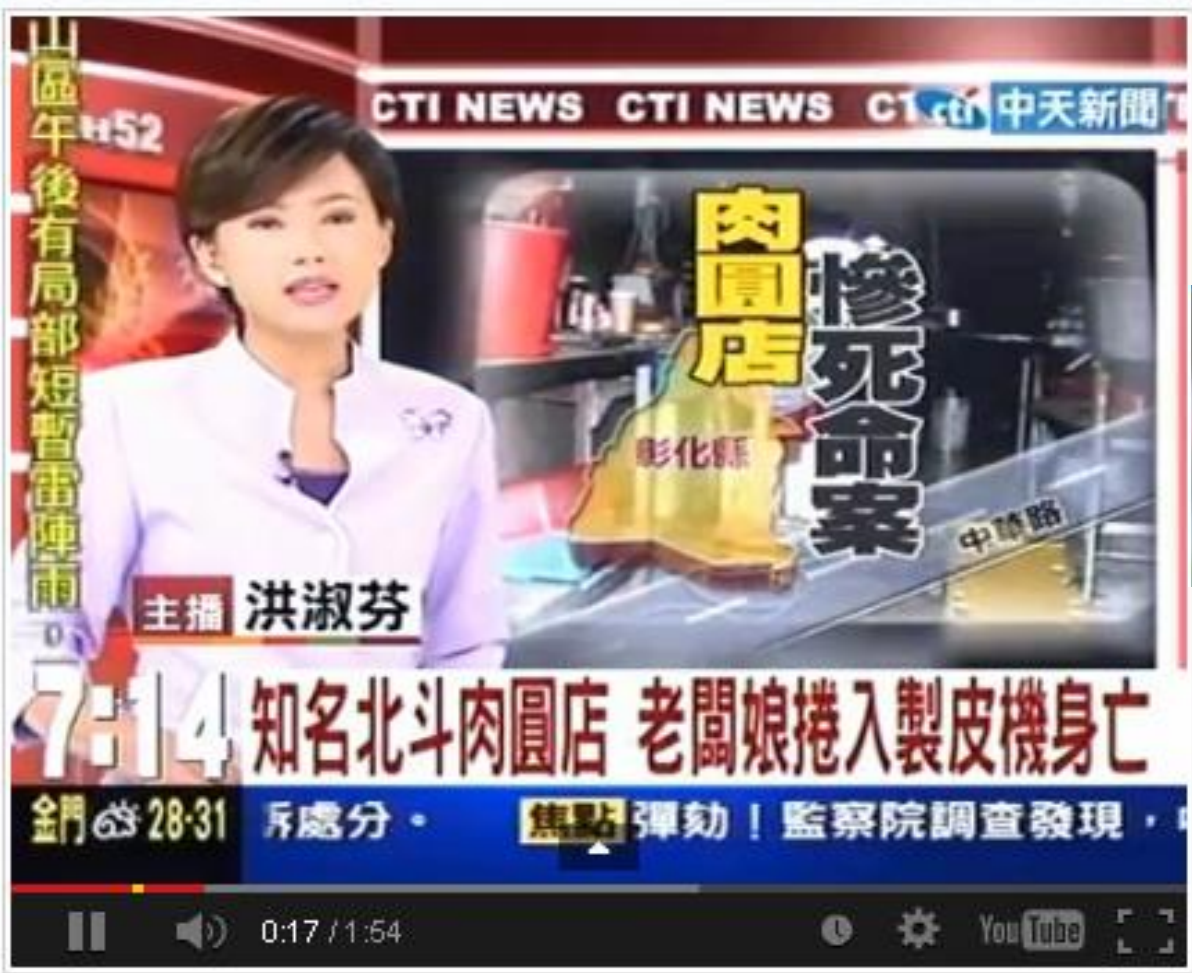 山區午後有局部短暫雷陣雨
H52
CTI NEWS CTI NEWS CT
cti 中天新聞
肉圓店
慘死命案
彰化縣
中華路
主播 洪淑芬
7:14
知名北斗肉圓店 老闆娘捲入製皮機身亡
金門 28-31
處分。 焦點 彈劾！監察院調查發現，
0:17 / 1:54
YouTube